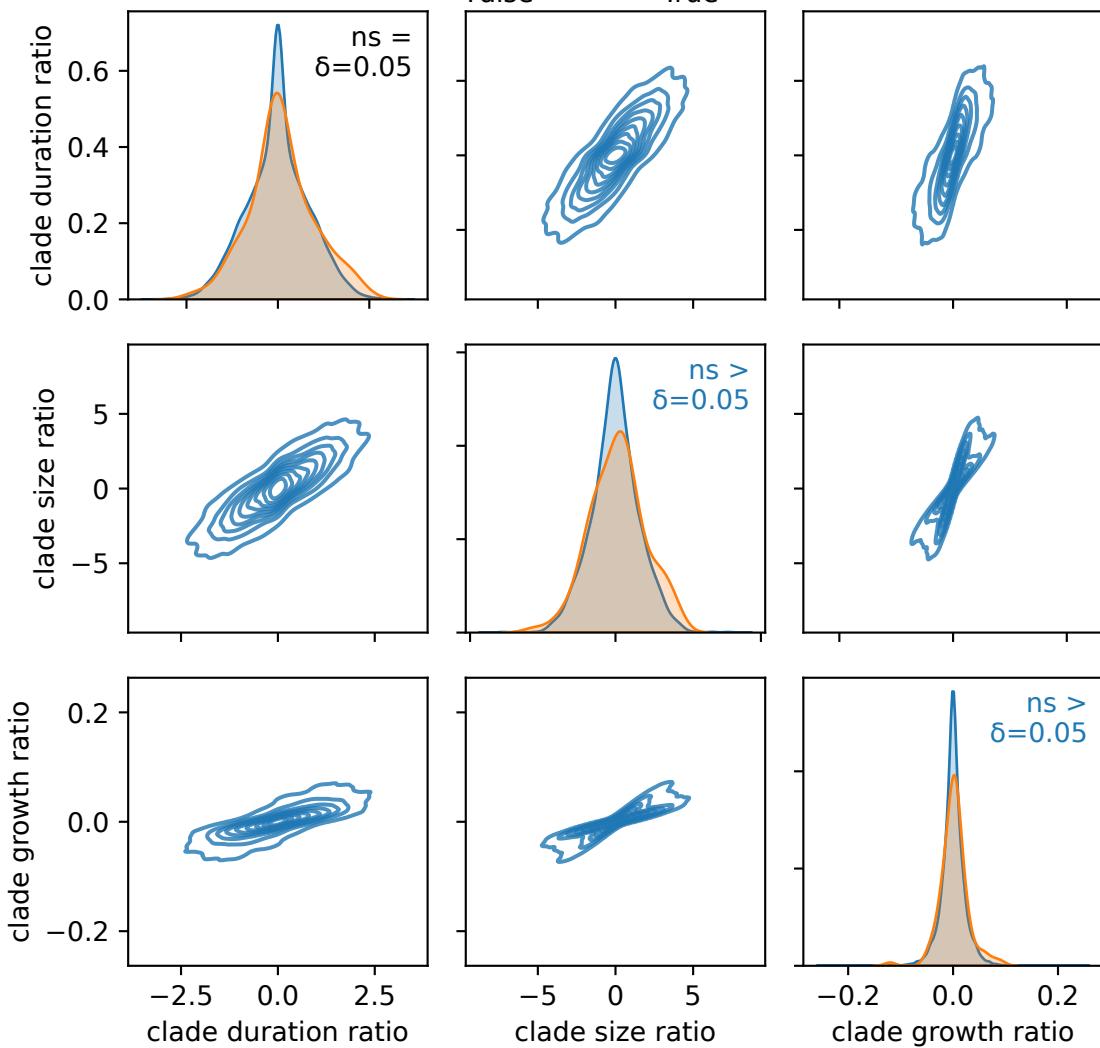 clade duration ratio
0.6
0.4
0.2
0.0
ns =
δ=0.05
clade size ratio
5
0
−5
ns >
δ=0.05
clade growth ratio
0.2
0.0
−0.2
ns >
δ=0.05
−2.5 0.0 2.5
−5 0 5
−0.2 0.0 0.2
clade duration ratio
clade size ratio
clade growth ratio